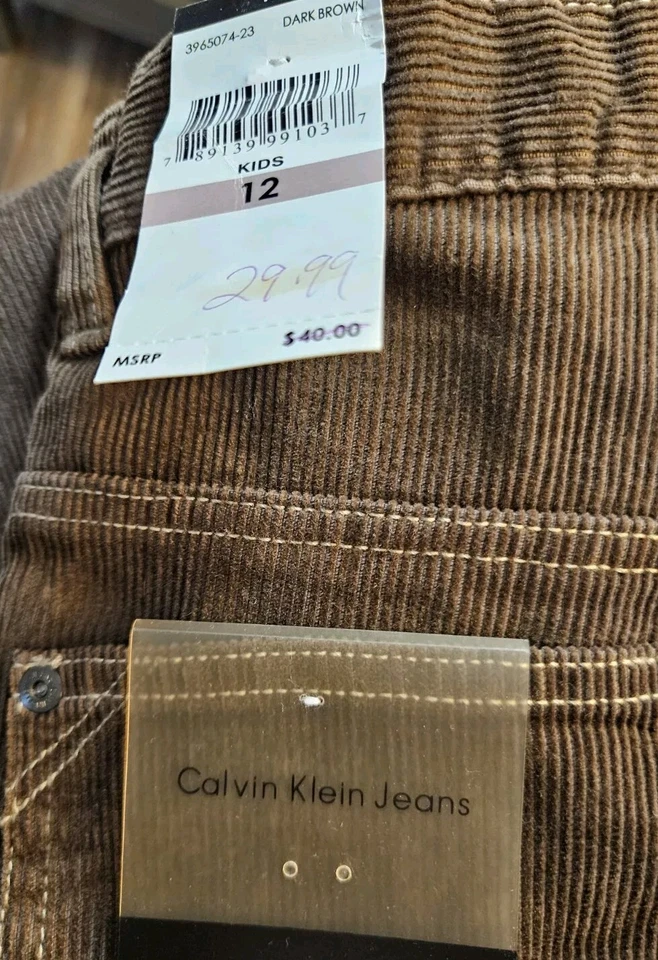 3965074-23 DARK BROWN
7 89139 99103 7
KIDS
12
29.99
$40.00
MSRP
Calvin Klein Jeans